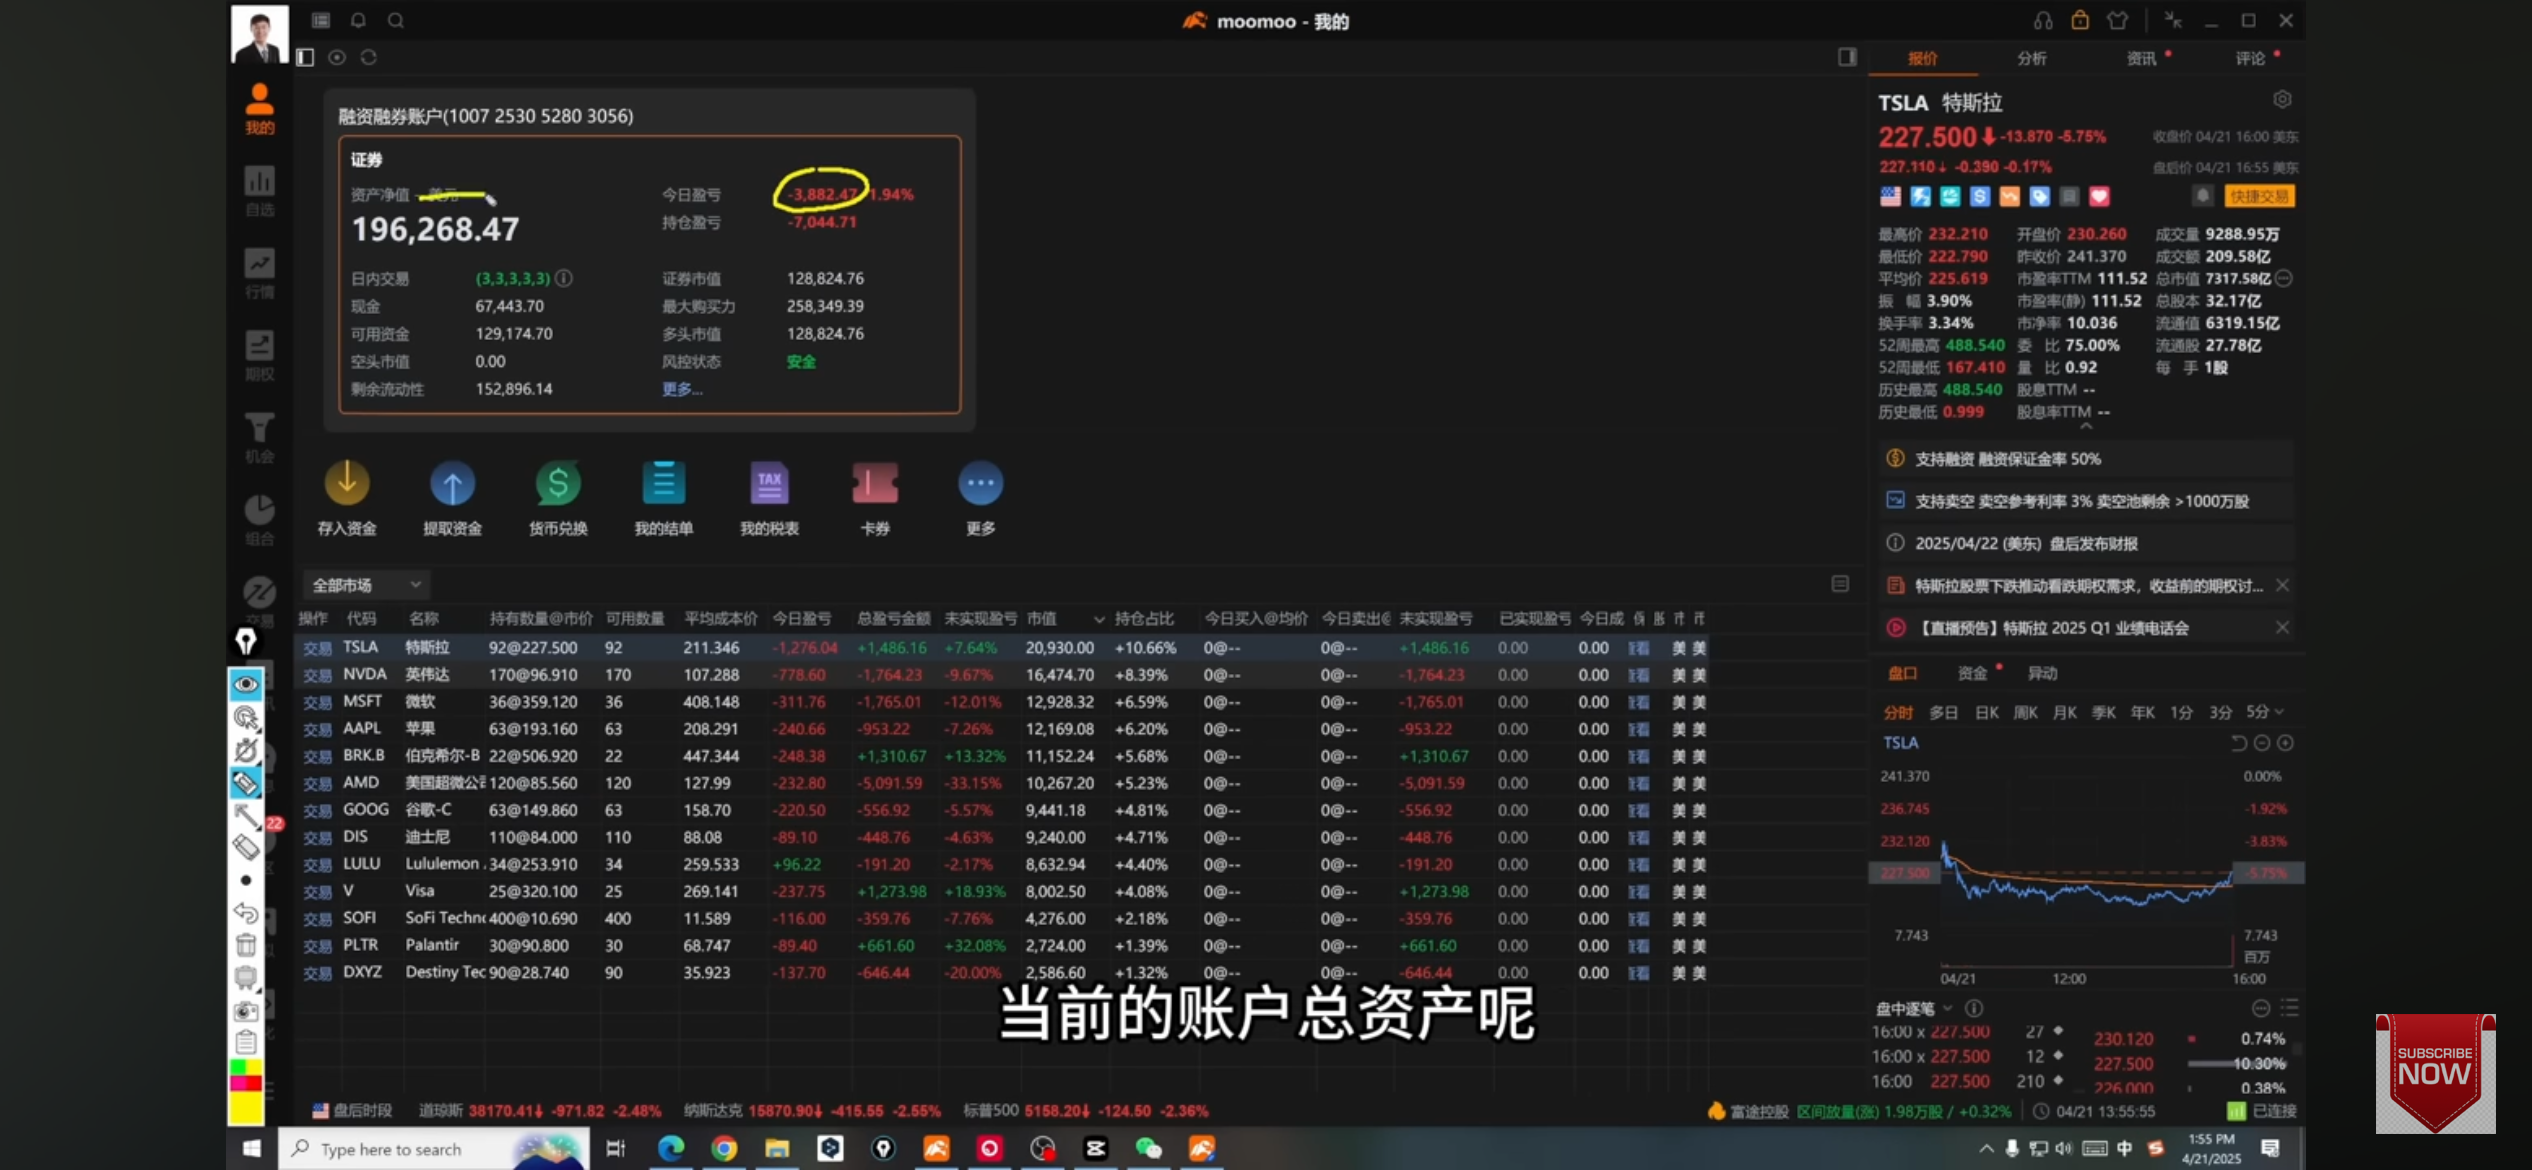 moomoo - 我的
融资融券账户(1007 2530 5280 3056)
证券
资产净值
今日盈亏 -3,882.47 1.94%
196,268.47
持仓盈亏 -7,044.71
日内交易 (3,3,3,3,3) 证券市值 128,824.76
现金 67,443.70 最大购买力 258,349.39
可用资金 129,174.70 多头市值 128,824.76
空头市值 0.00 风控状态 安全
剩余流动性 152,896.14 更多...
存入资金 提取资金 货币兑换 我的结单 TAX 我的税表 卡券 更多
我的
自选
行情
期权
机会
组合
交易
22
全部市场
操作 代码 名称 持有数量@市价 可用数量 平均成本价 今日盈亏 总盈亏金额 未实现盈亏 市值 持仓占比 今日买入@均价 今日卖出@ 未实现盈亏 已实现盈亏 今日成
交易 TSLA 特斯拉 92@227.500 92 211.346 -1,276.04 +1,486.16 +7.64% 20,930.00 +10.66% 0@-- 0@-- +1,486.16 0.00 0.00 美 美
交易 NVDA 英伟达 170@96.910 170 107.288 -778.60 -1,764.23 -9.67% 16,474.70 +8.39% 0@-- 0@-- -1,764.23 0.00 0.00 美 美
交易 MSFT 微软 36@359.120 36 408.148 -311.76 -1,765.01 -12.01% 12,928.32 +6.59% 0@-- 0@-- -1,765.01 0.00 0.00 美 美
交易 AAPL 苹果 63@193.160 63 208.291 -240.66 -953.22 -7.26% 12,169.08 +6.20% 0@-- 0@-- -953.22 0.00 0.00 美 美
交易 BRK.B 伯克希尔-B 22@506.920 22 447.344 -248.38 +1,310.67 +13.32% 11,152.24 +5.68% 0@-- 0@-- +1,310.67 0.00 0.00 美 美
交易 AMD 美国超微公司 120@85.560 120 127.99 -232.80 -5,091.59 -33.15% 10,267.20 +5.23% 0@-- 0@-- -5,091.59 0.00 0.00 美 美
交易 GOOG 谷歌-C 63@149.860 63 158.70 -220.50 -556.92 -5.57% 9,441.18 +4.81% 0@-- 0@-- -556.92 0.00 0.00 美 美
交易 DIS 迪士尼 110@84.000 110 88.08 -89.10 -448.76 -4.63% 9,240.00 +4.71% 0@-- 0@-- -448.76 0.00 0.00 美 美
交易 LULU Lululemon 34@253.910 34 259.533 +96.22 -191.20 -2.17% 8,632.94 +4.40% 0@-- 0@-- -191.20 0.00 0.00 美 美
交易 V Visa 25@320.100 25 269.141 -237.75 +1,273.98 +18.93% 8,002.50 +4.08% 0@-- 0@-- +1,273.98 0.00 0.00 美 美
交易 SOFI SoFi Techn 400@10.690 400 11.589 -116.00 -359.76 -7.76% 4,276.00 +2.18% 0@-- 0@-- -359.76 0.00 0.00 美 美
交易 PLTR Palantir 30@90.800 30 68.747 -89.40 +661.60 +32.08% 2,724.00 +1.39% 0@-- 0@-- +661.60 0.00 0.00 美 美
交易 DXYZ Destiny Tec 90@28.740 90 35.923 -137.70 -646.44 -20.00% 2,586.60 +1.32% 0@-- 0@-- -646.44 0.00 0.00 美 美
当前的账户总资产呢
报价 分析 资讯 评论
TSLA 特斯拉
227.500 -13.870 -5.75% 收盘价 04/21 16:00 美东
227.110 -0.390 -0.17% 盘后价 04/21 16:55 美东
快捷交易
最高价 232.210 开盘价 230.260 成交量 9288.95万
最低价 222.790 昨收价 241.370 成交额 209.58亿
平均价 225.619 市盈率TTM 111.52 总市值 7317.58亿
振 幅 3.90% 市盈率(静) 111.52 总股本 32.17亿
换手率 3.34% 市净率 10.036 流通值 6319.15亿
52周最高 488.540 委 比 75.00% 流通股 27.78亿
52周最低 167.410 量 比 0.92 每 手 1股
历史最高 488.540 股息TTM --
历史最低 0.999 股息率TTM --
支持融资 融资保证金率 50%
支持卖空 卖空参考利率 3% 卖空池剩余 >1000万股
2025/04/22 (美东) 盘后发布财报
特斯拉股票下跌推动看跌期权需求，收益前的期权讨...
【直播预告】特斯拉 2025 Q1 业绩电话会
盘口 资金 异动
分时 多日 日K 周K 月K 季K 年K 1分 3分 5分
TSLA
241.370 0.00%
236.745 -1.92%
232.120 -3.83%
227.500 -5.75%
7.743 7.743
百万
04/21 12:00 16:00
盘中逐笔
16:00 x 227.500 27 230.120 0.74%
16:00 x 227.500 12 227.500 10.30%
16:00 227.500 210 226.000 0.38%
盘后时段 道琼斯 38170.41 -971.82 -2.48% 纳斯达克 15870.90 -415.55 -2.55% 标普500 5158.20 -124.50 -2.36%
富途控股 区间放量(涨) 1.98万股 / +0.32% 04/21 13:55:55 已连接
Type here to search
中
1:55 PM
4/21/2025
SUBSCRIBE
NOW